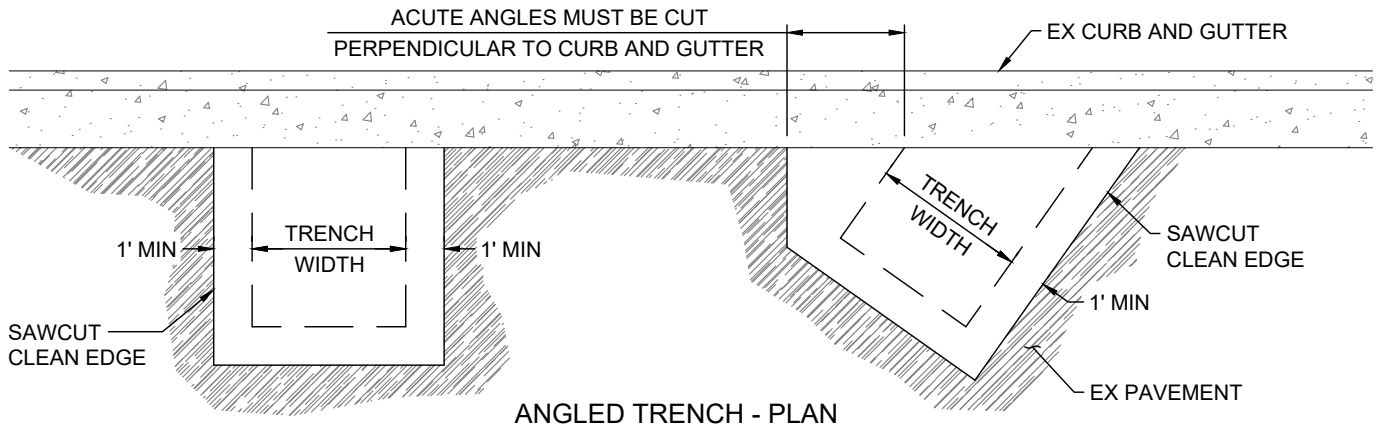 ACUTE ANGLES MUST BE CUT
PERPENDICULAR TO CURB AND GUTTER
EX CURB AND GUTTER
1' MIN
TRENCH
WIDTH
1' MIN
SAWCUT
CLEAN EDGE
TRENCH
WIDTH
SAWCUT
CLEAN EDGE
1' MIN
EX PAVEMENT
ANGLED TRENCH - PLAN